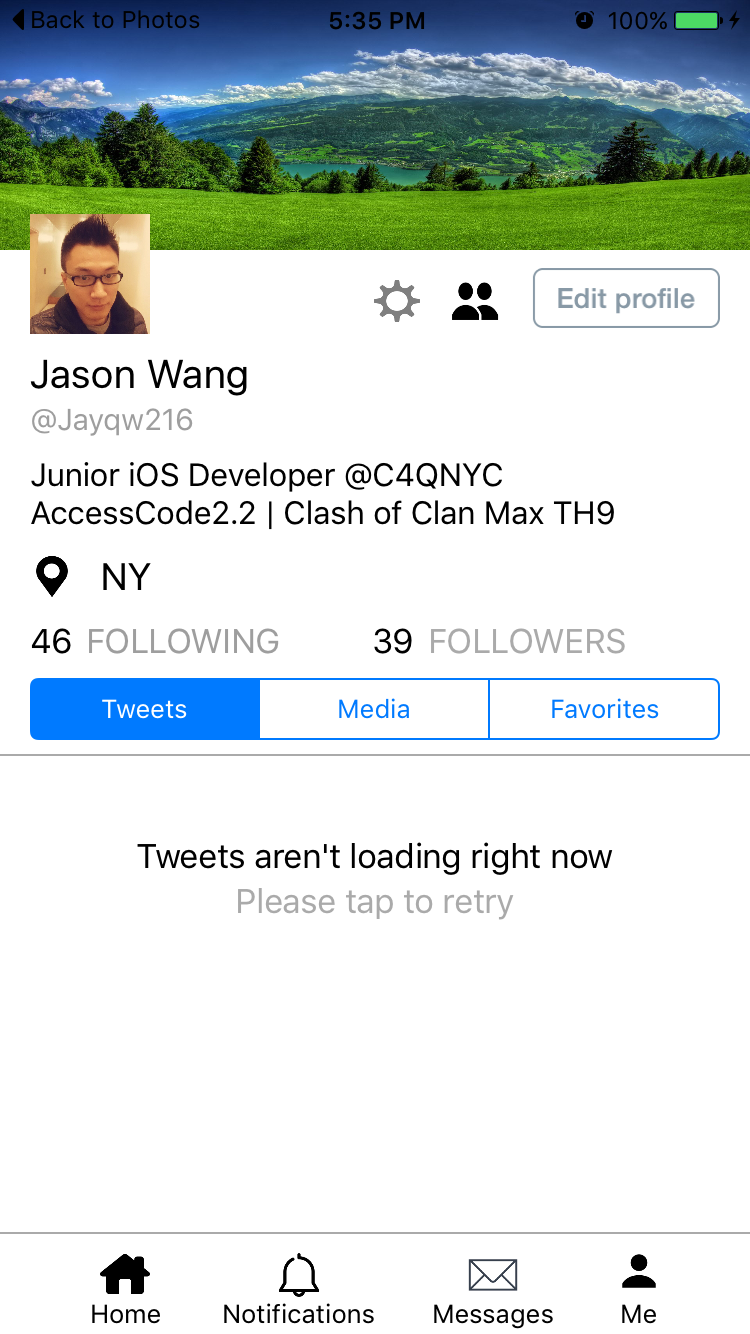 Back to Photos 5:35 PM 100%
Edit profile
Jason Wang
@Jayqw216
Junior iOS Developer @C4QNYC
AccessCode2.2 | Clash of Clan Max TH9
NY
46 FOLLOWING 39 FOLLOWERS
Tweets Media Favorites
Tweets aren't loading right now
Please tap to retry
Home Notifications Messages Me